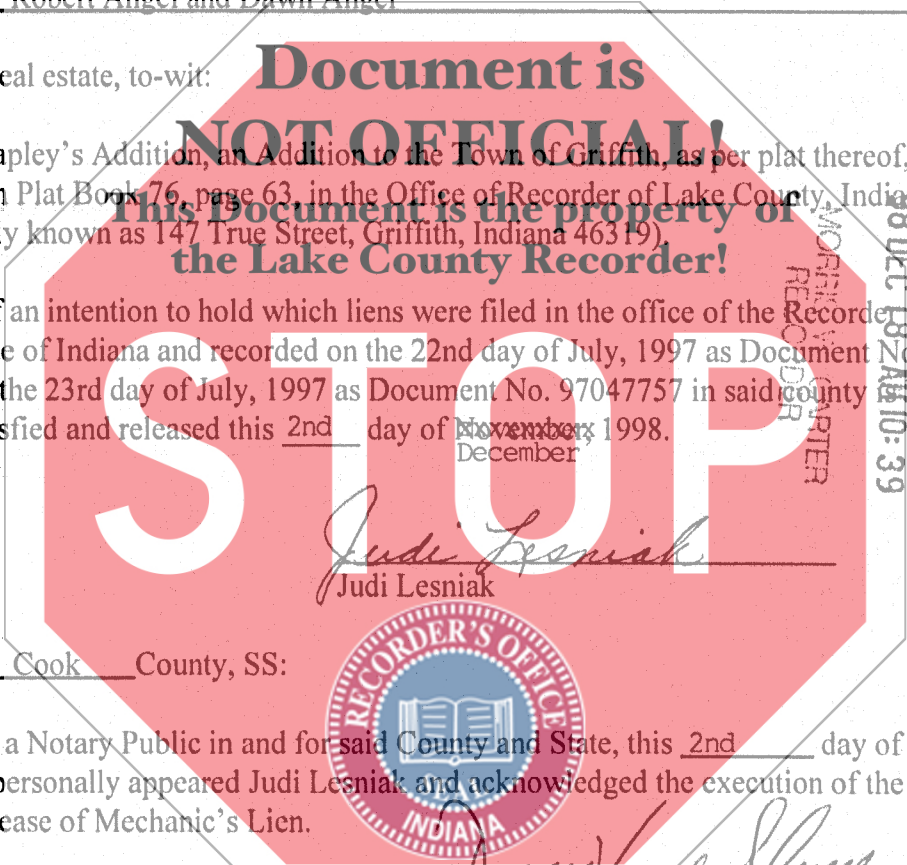 Robert Angel and Dawn Angel
eal estate, to-wit:
Document is
NOT OFFICIAL!
apley's Addition, an Addition to the Town of Griffith, as per plat thereof,
n Plat Book 76, page 63, in the Office of Recorder of Lake County, India
This Document is the property of
y known as 147 True Street, Griffith, Indiana 46319).
the Lake County Recorder!
f an intention to hold which liens were filed in the office of the Recorder
e of Indiana and recorded on the 22nd day of July, 1997 as Document No
the 23rd day of July, 1997 as Document No. 97047757 in said county is
sfied and released this 2nd day of November, 1998.
December
98 DEC 18 AM 10:39
CARTER
RECORDER
STOP
Judi Lesniak
Judi Lesniak
Cook County, SS:
RECORDER'S OFFICE
INDIANA
a Notary Public in and for said County and State, this 2nd day of
personally appeared Judi Lesniak and acknowledged the execution of the
ease of Mechanic's Lien.